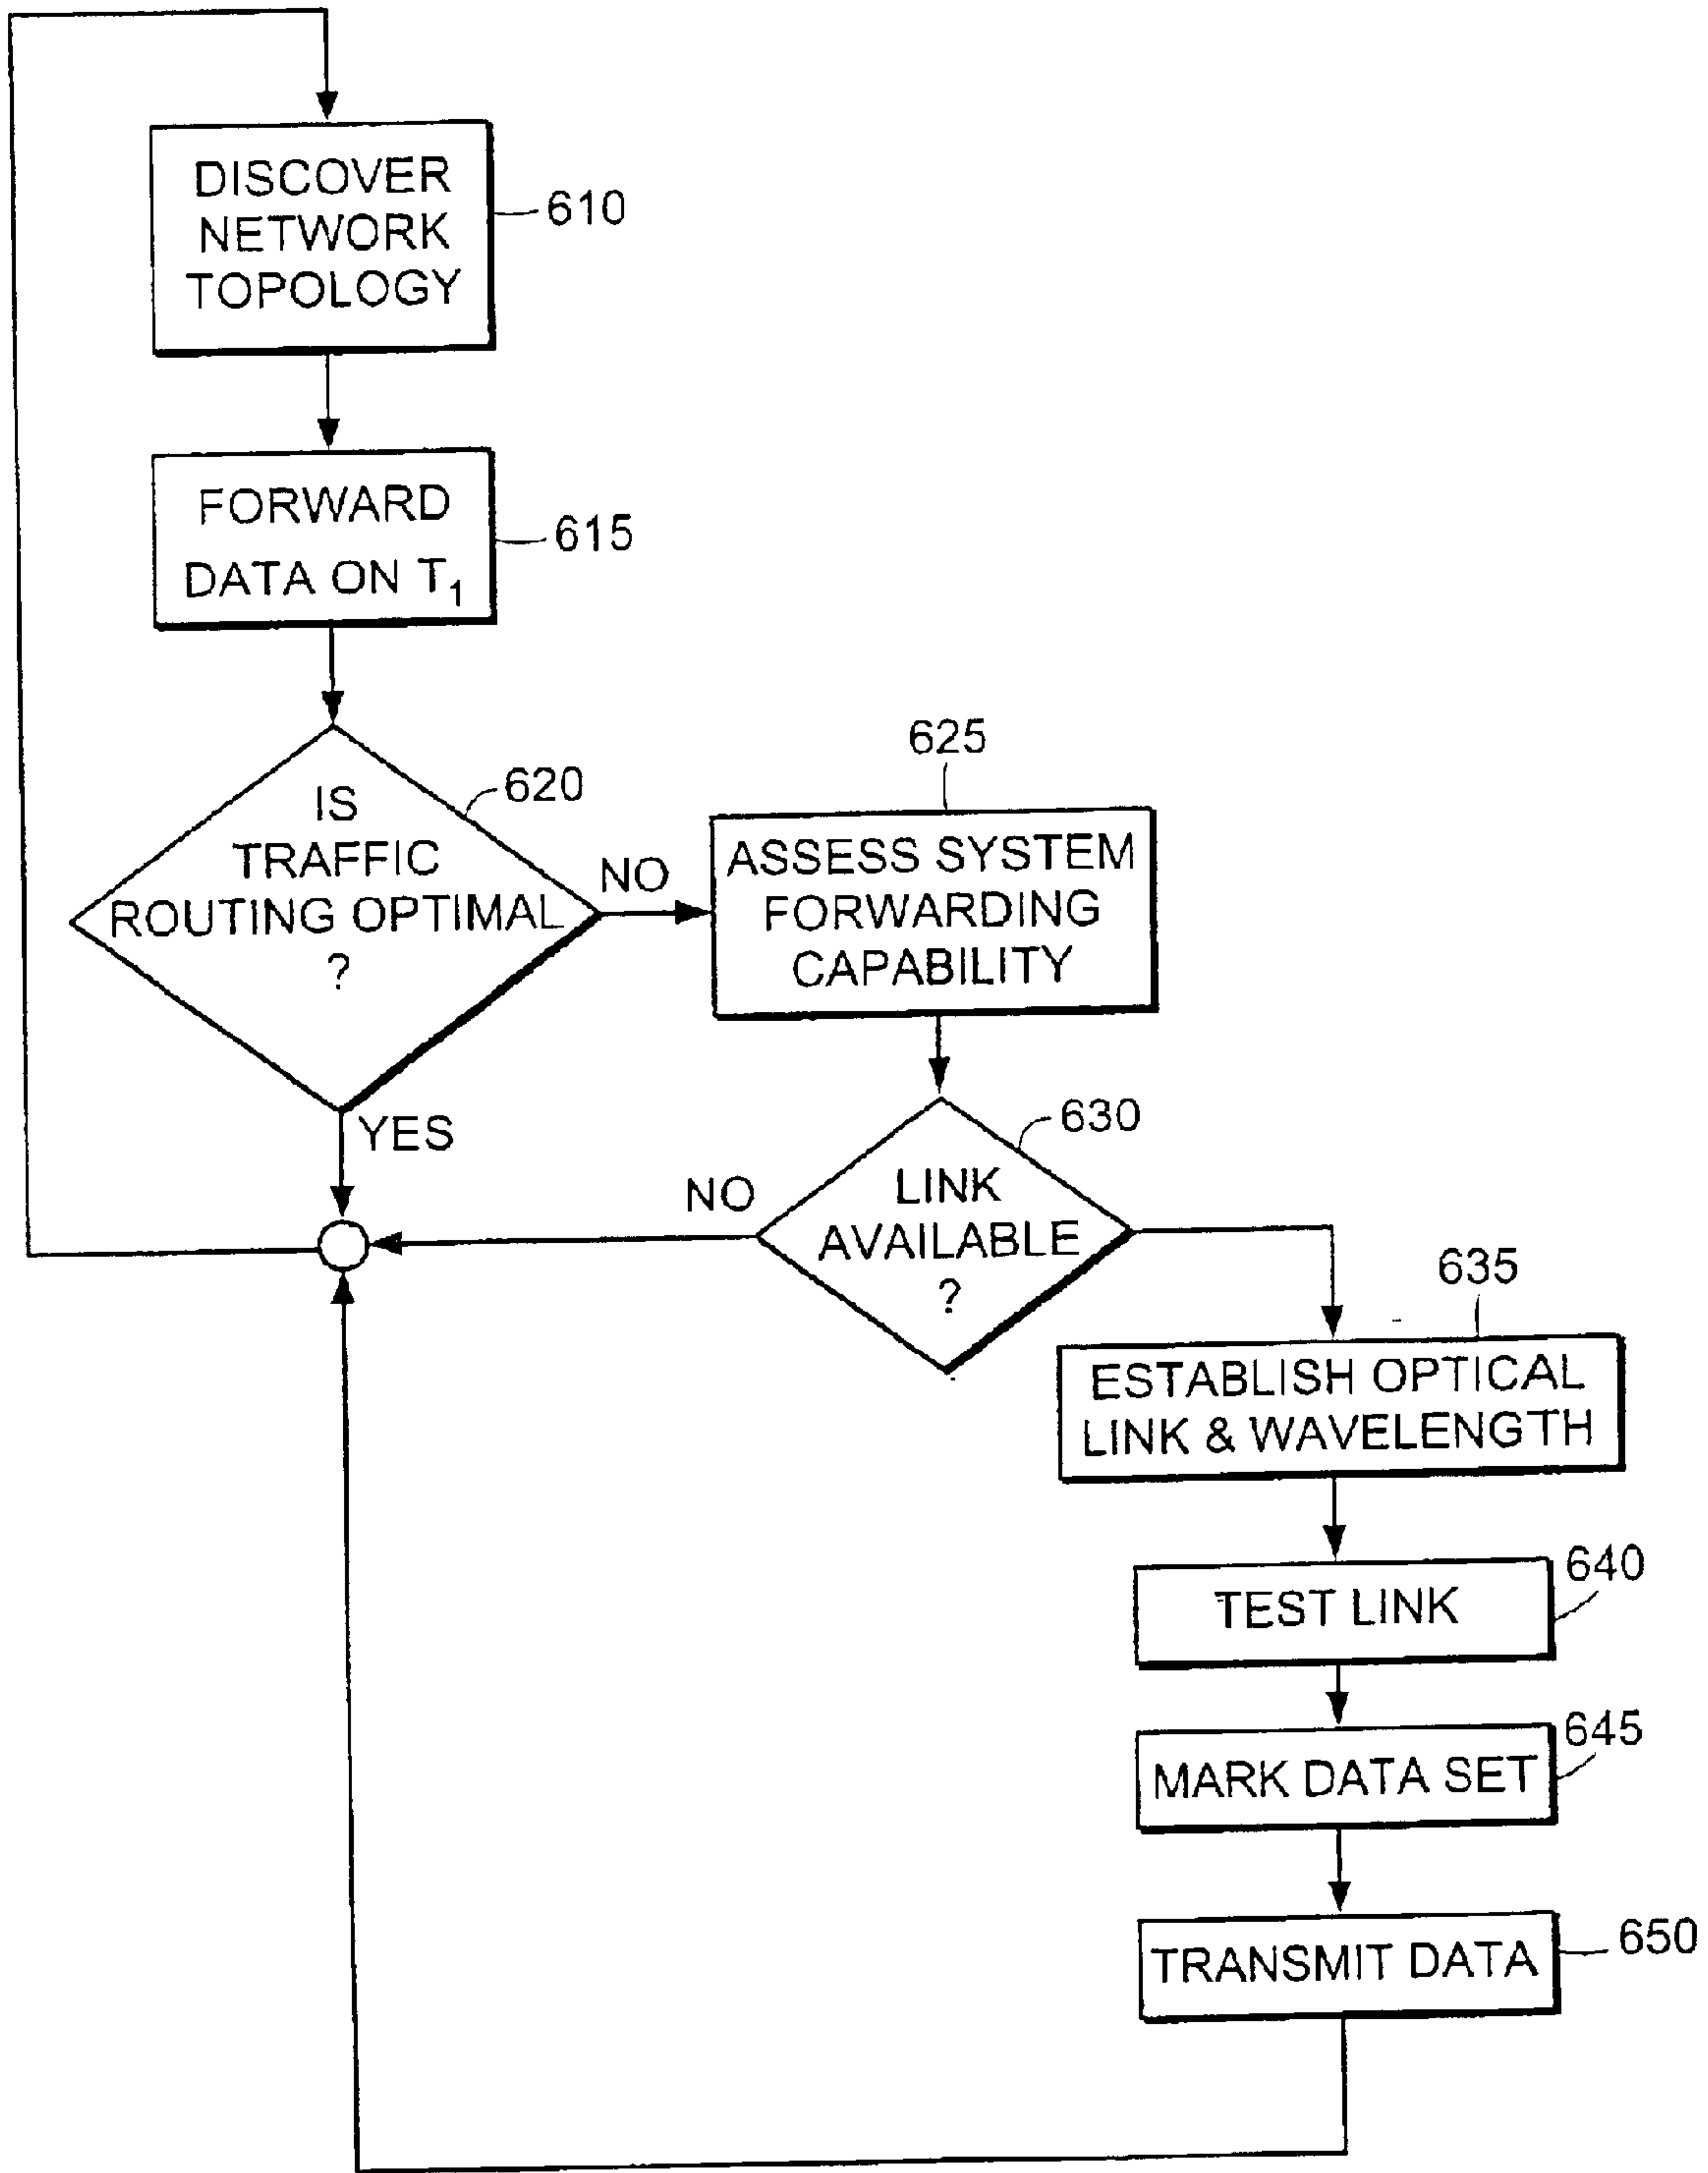 DISCOVER
NETWORK
TOPOLOGY
610
FORWARD
DATA ON T1
615
IS
TRAFFIC
ROUTING OPTIMAL
?
620
NO
YES
625
ASSESS SYSTEM
FORWARDING
CAPABILITY
630
LINK
AVAILABLE
?
NO
635
ESTABLISH OPTICAL
LINK & WAVELENGTH
640
TEST LINK
645
MARK DATA SET
650
TRANSMIT DATA